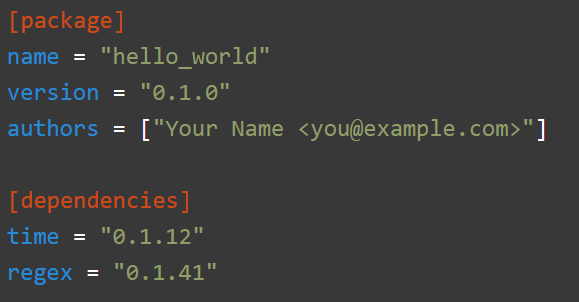 [package]
name = "hello_world"
version = "0.1.0"
authors = ["Your Name <you@example.com>"]
[dependencies]
time = "0.1.12"
regex = "0.1.41"